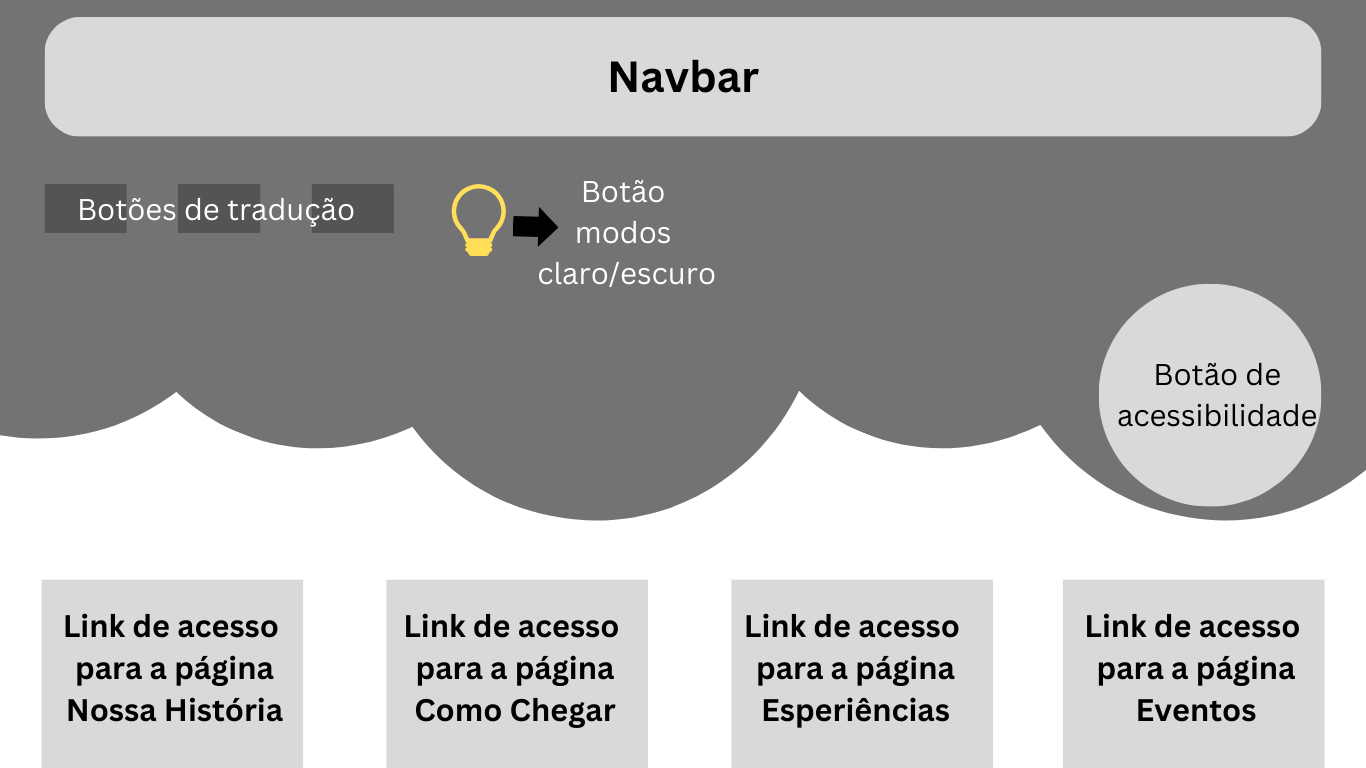 Navbar
Botões de tradução
Botão
modos
claro/escuro
Botão de
acessibilidade
Link de acesso
para a página
Nossa História
Link de acesso
para a página
Como Chegar
Link de acesso
para a página
Esperiências
Link de acesso
para a página
Eventos